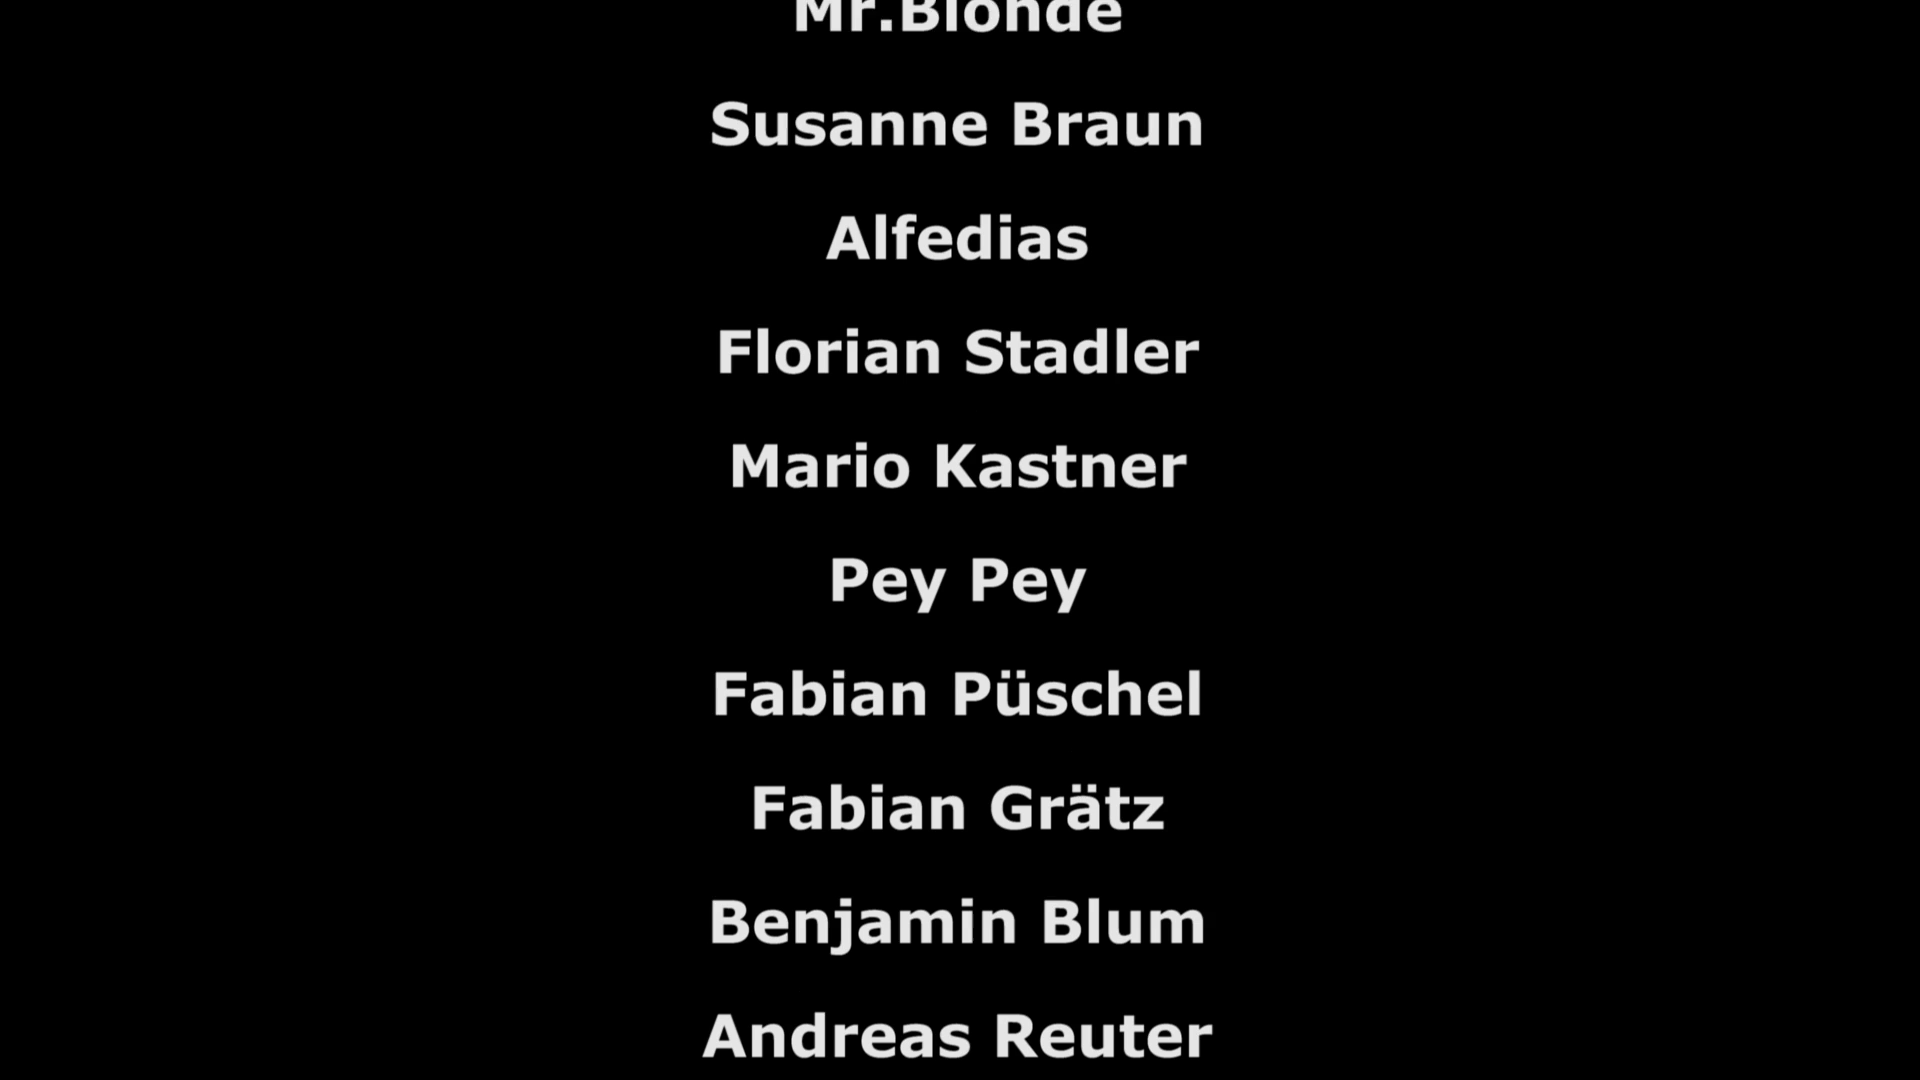 Mr.Blonde
Susanne Braun
Alfedias
Florian Stadler
Mario Kastner
Pey Pey
Fabian Püschel
Fabian Grätz
Benjamin Blum
Andreas Reuter